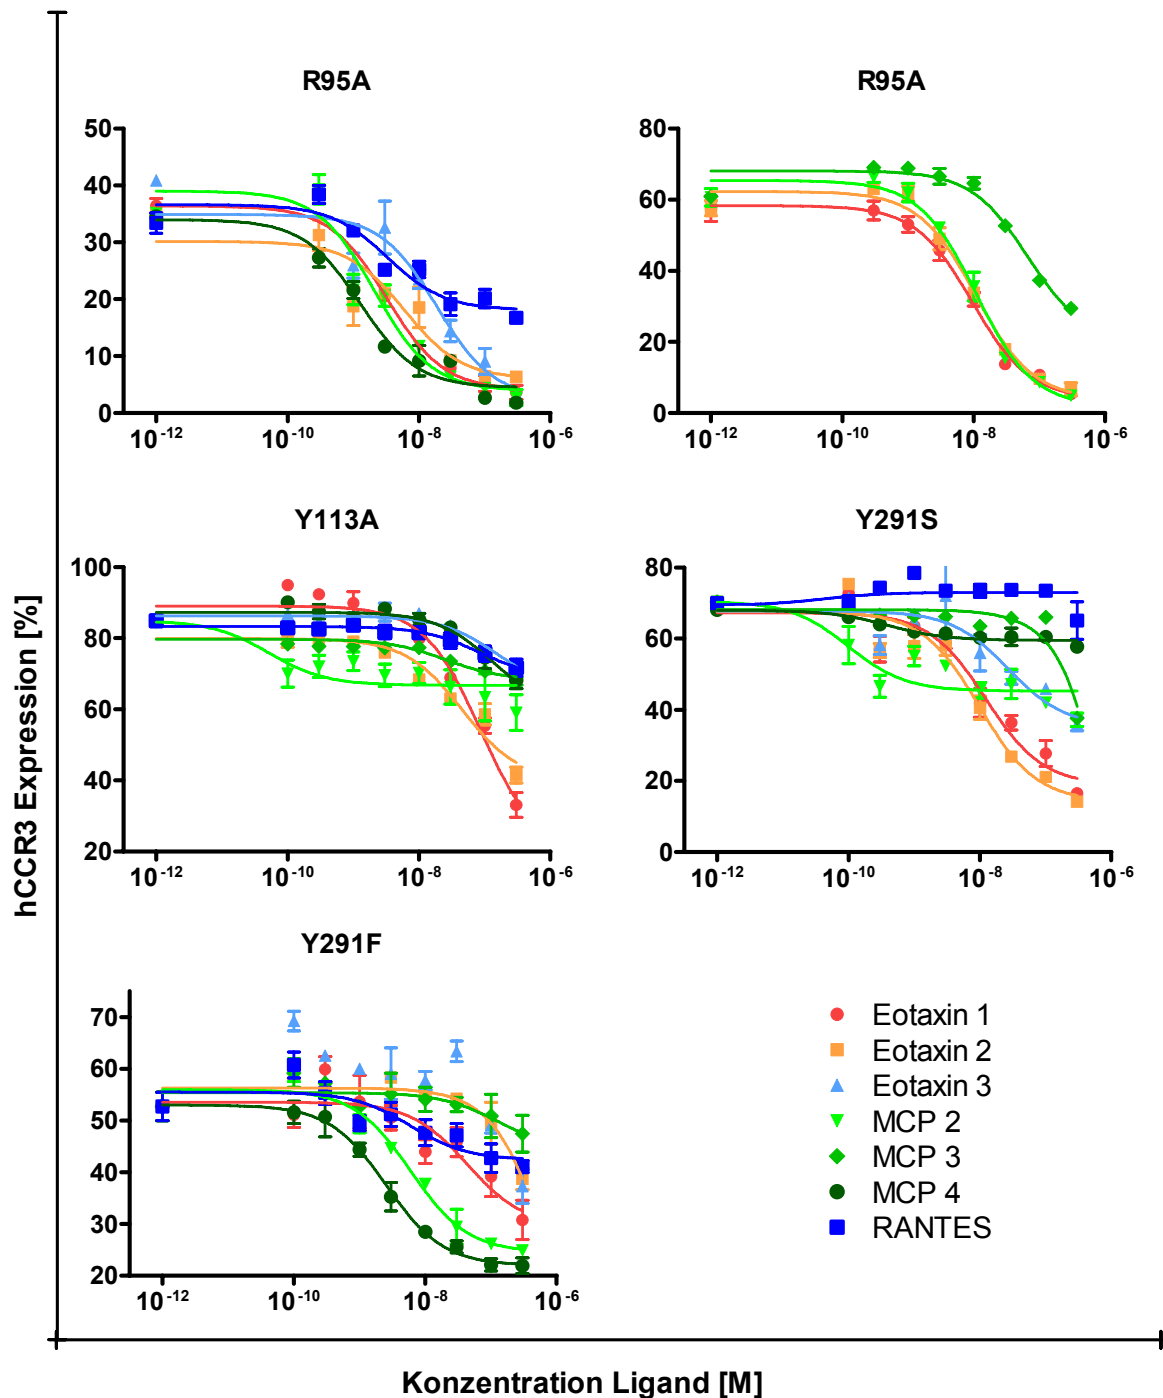 R95A
50
40
30
20
10
0
10-12 10-10 10-8 10-6
R95A
80
60
40
20
0
10-12 10-10 10-8 10-6
Y113A
100
80
60
40
20
10-12 10-10 10-8 10-6
Y291S
80
60
40
20
0
10-12 10-10 10-8 10-6
Y291F
70
60
50
40
30
20
10-12 10-10 10-8 10-6
Eotaxin 1
Eotaxin 2
Eotaxin 3
MCP 2
MCP 3
MCP 4
RANTES
hCCR3 Expression [%]
Konzentration Ligand [M]